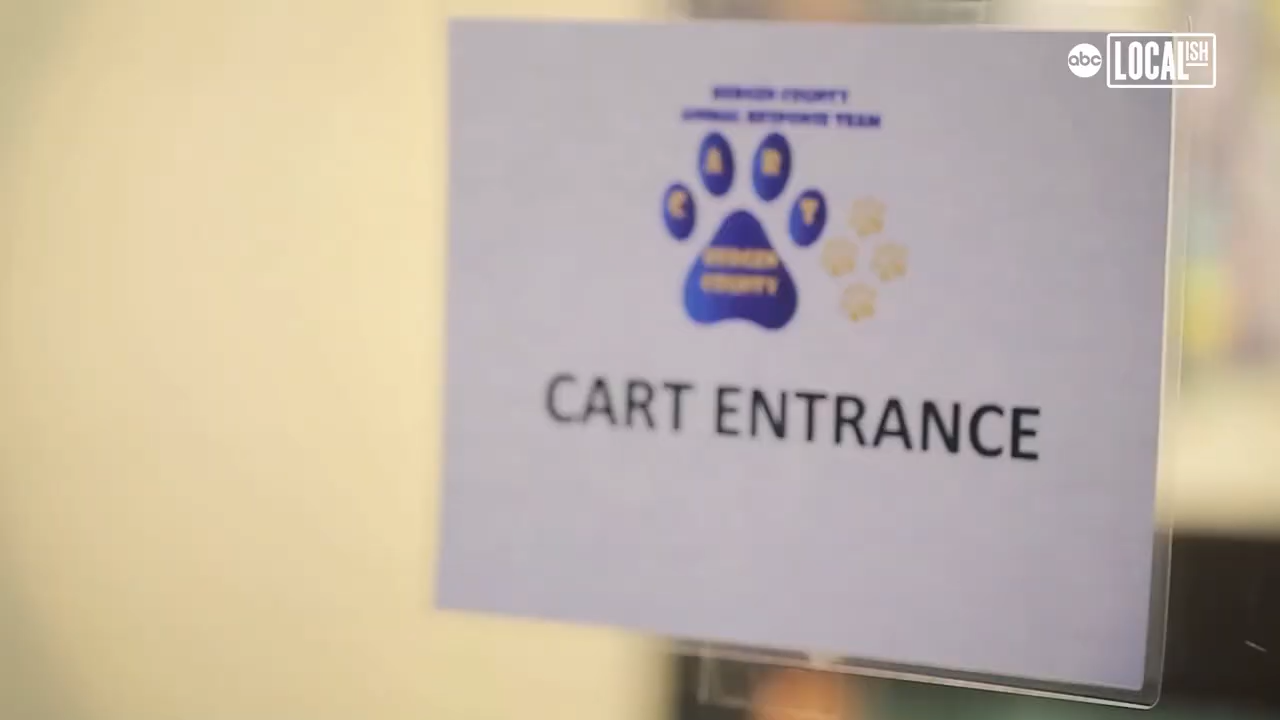 abc LOCALISH
BERGEN COUNTY
ANIMAL RESPONSE TEAM
C A R T
BERGEN
COUNTY
CART ENTRANCE